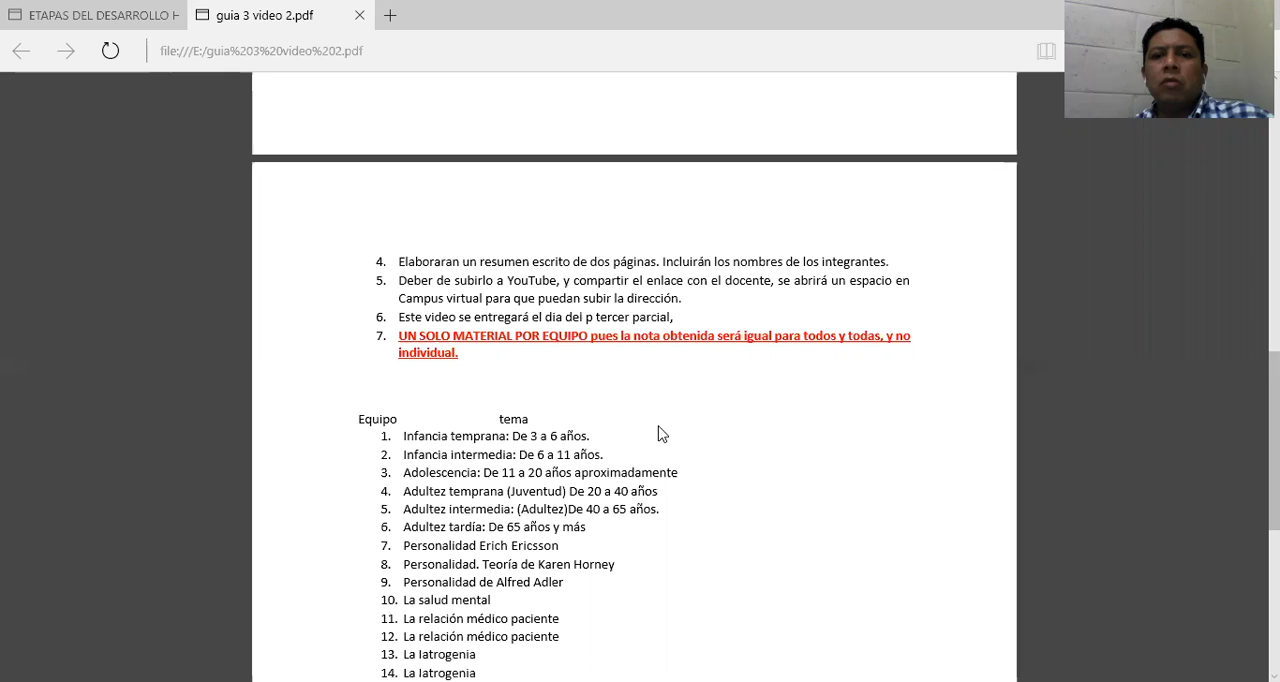 ETAPAS DEL DESARROLLO H
guia 3 video 2.pdf
file:///E:/guia%203%20video%202.pdf
4. Elaboraran un resumen escrito de dos páginas. Incluirán los nombres de los integrantes.
5. Deber de subirlo a YouTube, y compartir el enlace con el docente, se abrirá un espacio en
Campus virtual para que puedan subir la dirección.
6. Este video se entregará el dia del p tercer parcial,
7. UN SOLO MATERIAL POR EQUIPO pues la nota obtenida será igual para todos y todas, y no
individual.
Equipo tema
1. Infancia temprana: De 3 a 6 años.
2. Infancia intermedia: De 6 a 11 años.
3. Adolescencia: De 11 a 20 años aproximadamente
4. Adultez temprana (Juventud) De 20 a 40 años
5. Adultez intermedia: (Adultez)De 40 a 65 años.
6. Adultez tardía: De 65 años y más
7. Personalidad Erich Ericsson
8. Personalidad. Teoría de Karen Horney
9. Personalidad de Alfred Adler
10. La salud mental
11. La relación médico paciente
12. La relación médico paciente
13. La Iatrogenia
14. La Iatrogenia